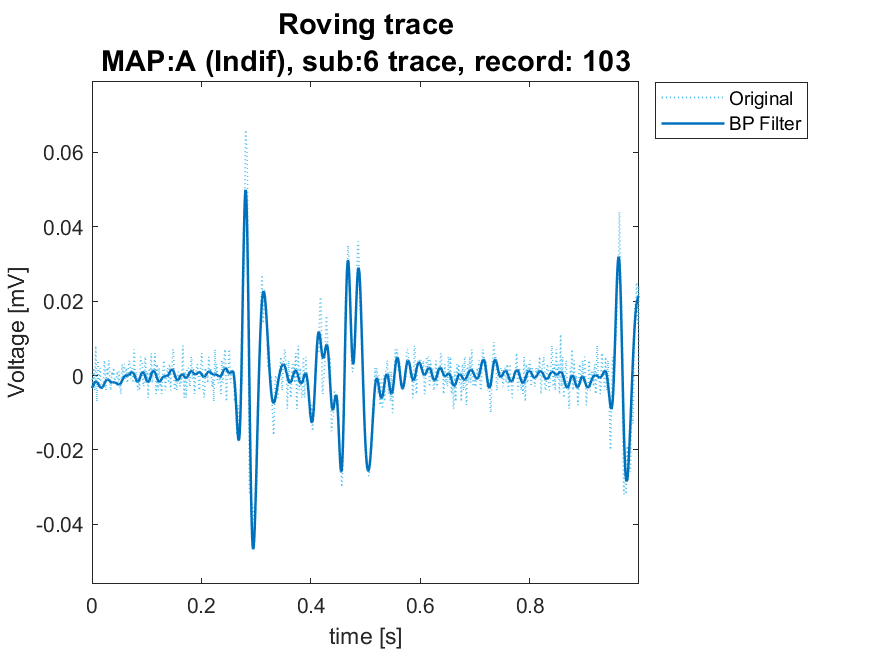 Roving trace
MAP:A (Indif), sub:6 trace, record: 103
Original
BP Filter
0.06
0.04
0.02
0
-0.02
-0.04
Voltage [mV]
0
0.2
0.4
0.6
0.8
time [s]